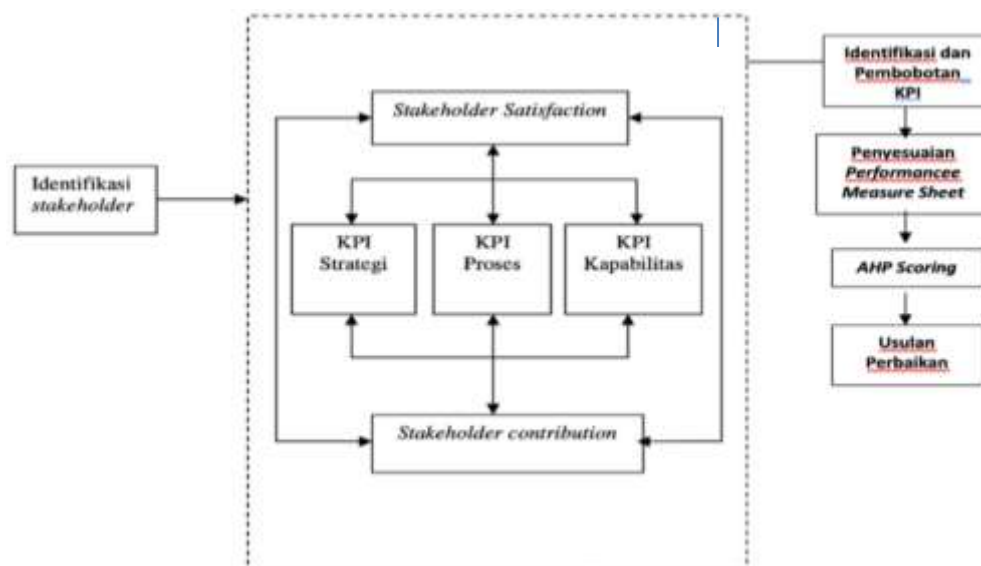 Identifikasi
stakeholder
Stakeholder Satisfaction
KPI
Strategi
KPI
Proses
KPI
Kapabilitas
Stakeholder contribution
Identifikasi dan
Pembobotan
KPI
Penyesuaian
Performancee
Measure Sheet
AHP Scoring
Usulan
Perbaikan